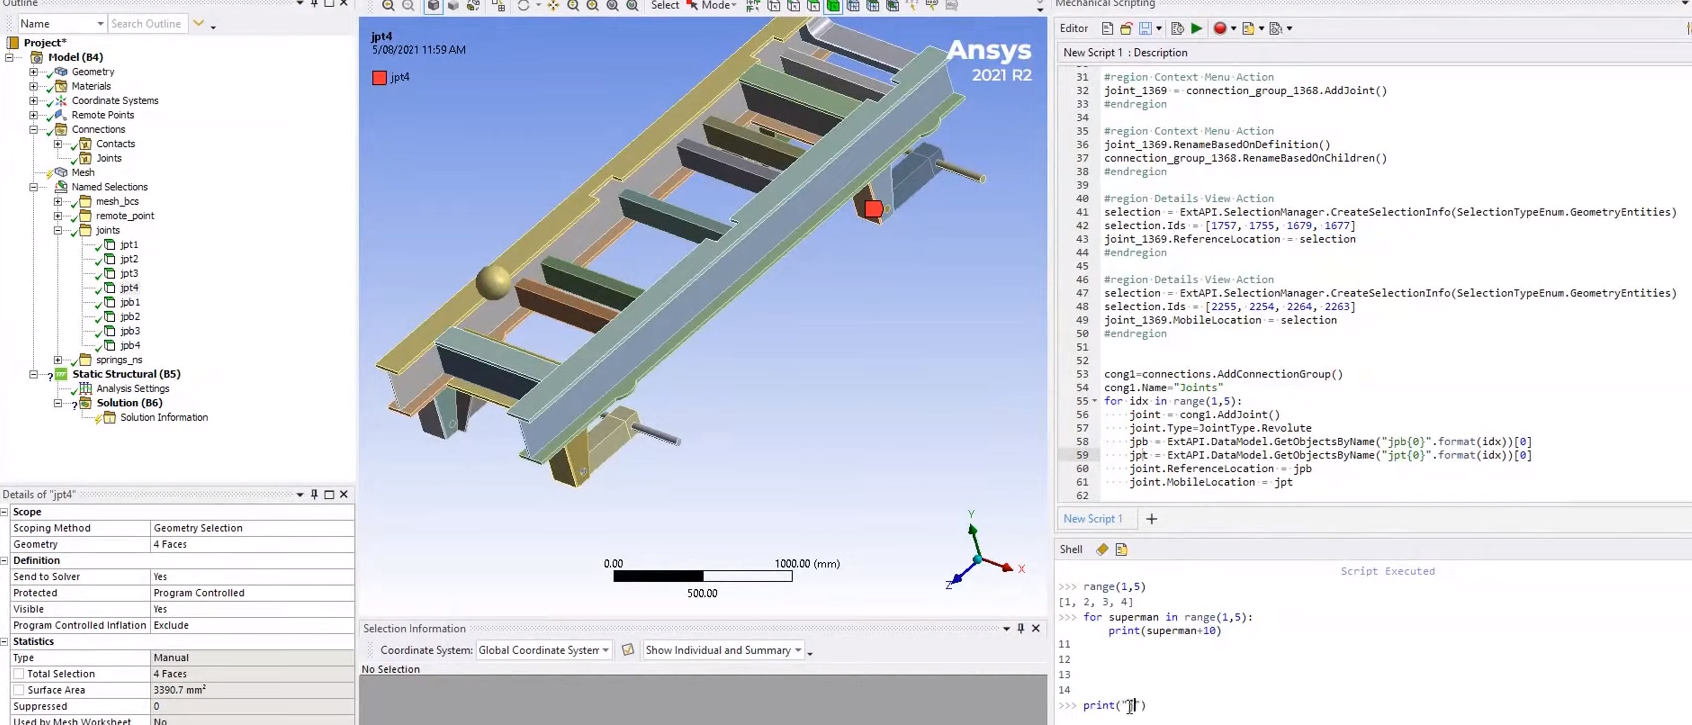 Outline
Name
Search Outline
Project*
Model (B4)
Geometry
Materials
Coordinate Systems
Remote Points
Connections
Contacts
Joints
Mesh
Named Selections
mesh_bcs
remote_point
joints
jpt1
jpt2
jpt3
jpt4
jpb1
jpb2
jpb3
jpb4
springs_ns
Static Structural (B5)
Analysis Settings
Solution (B6)
Solution Information
Details of "jpt4"
Scope
Scoping Method Geometry Selection
Geometry 4 Faces
Definition
Send to Solver Yes
Protected Program Controlled
Visible Yes
Program Controlled Inflation Exclude
Statistics
Type Manual
Total Selection 4 Faces
Surface Area 3390.7 mm²
Suppressed 0
Used by Mesh Worksheet No
Select Mode
jpt4
5/08/2021 11:59 AM
jpt4
Ansys
2021 R2
0.00 1000.00 (mm)
500.00
Y
X
Z
Selection Information
Coordinate System: Global Coordinate System Show Individual and Summary
No Selection
Mechanical Scripting
Editor
New Script 1 : Description
31 #region Context Menu Action
32 joint_1369 = connection_group_1368.AddJoint()
33 #endregion
34
35 #region Context Menu Action
36 joint_1369.RenameBasedOnDefinition()
37 connection_group_1368.RenameBasedOnChildren()
38 #endregion
39
40 #region Details View Action
41 selection = ExtAPI.SelectionManager.CreateSelectionInfo(SelectionTypeEnum.GeometryEntities)
42 selection.Ids = [1757, 1755, 1679, 1677]
43 joint_1369.ReferenceLocation = selection
44 #endregion
45
46 #region Details View Action
47 selection = ExtAPI.SelectionManager.CreateSelectionInfo(SelectionTypeEnum.GeometryEntities)
48 selection.Ids = [2255, 2254, 2264, 2263]
49 joint_1369.MobileLocation = selection
50 #endregion
51
52
53 cong1=connections.AddConnectionGroup()
54 cong1.Name="Joints"
55 for idx in range(1,5):
56 joint = cong1.AddJoint()
57 joint.Type=JointType.Revolute
58 jpb = ExtAPI.DataModel.GetObjectsByName("jpb{0}".format(idx))[0]
59 jpt = ExtAPI.DataModel.GetObjectsByName("jpt{0}".format(idx))[0]
60 joint.ReferenceLocation = jpb
61 joint.MobileLocation = jpt
62
New Script 1
Shell
Script Executed
>>> range(1,5)
[1, 2, 3, 4]
>>> for superman in range(1,5):
print(superman+10)
11
12
13
14